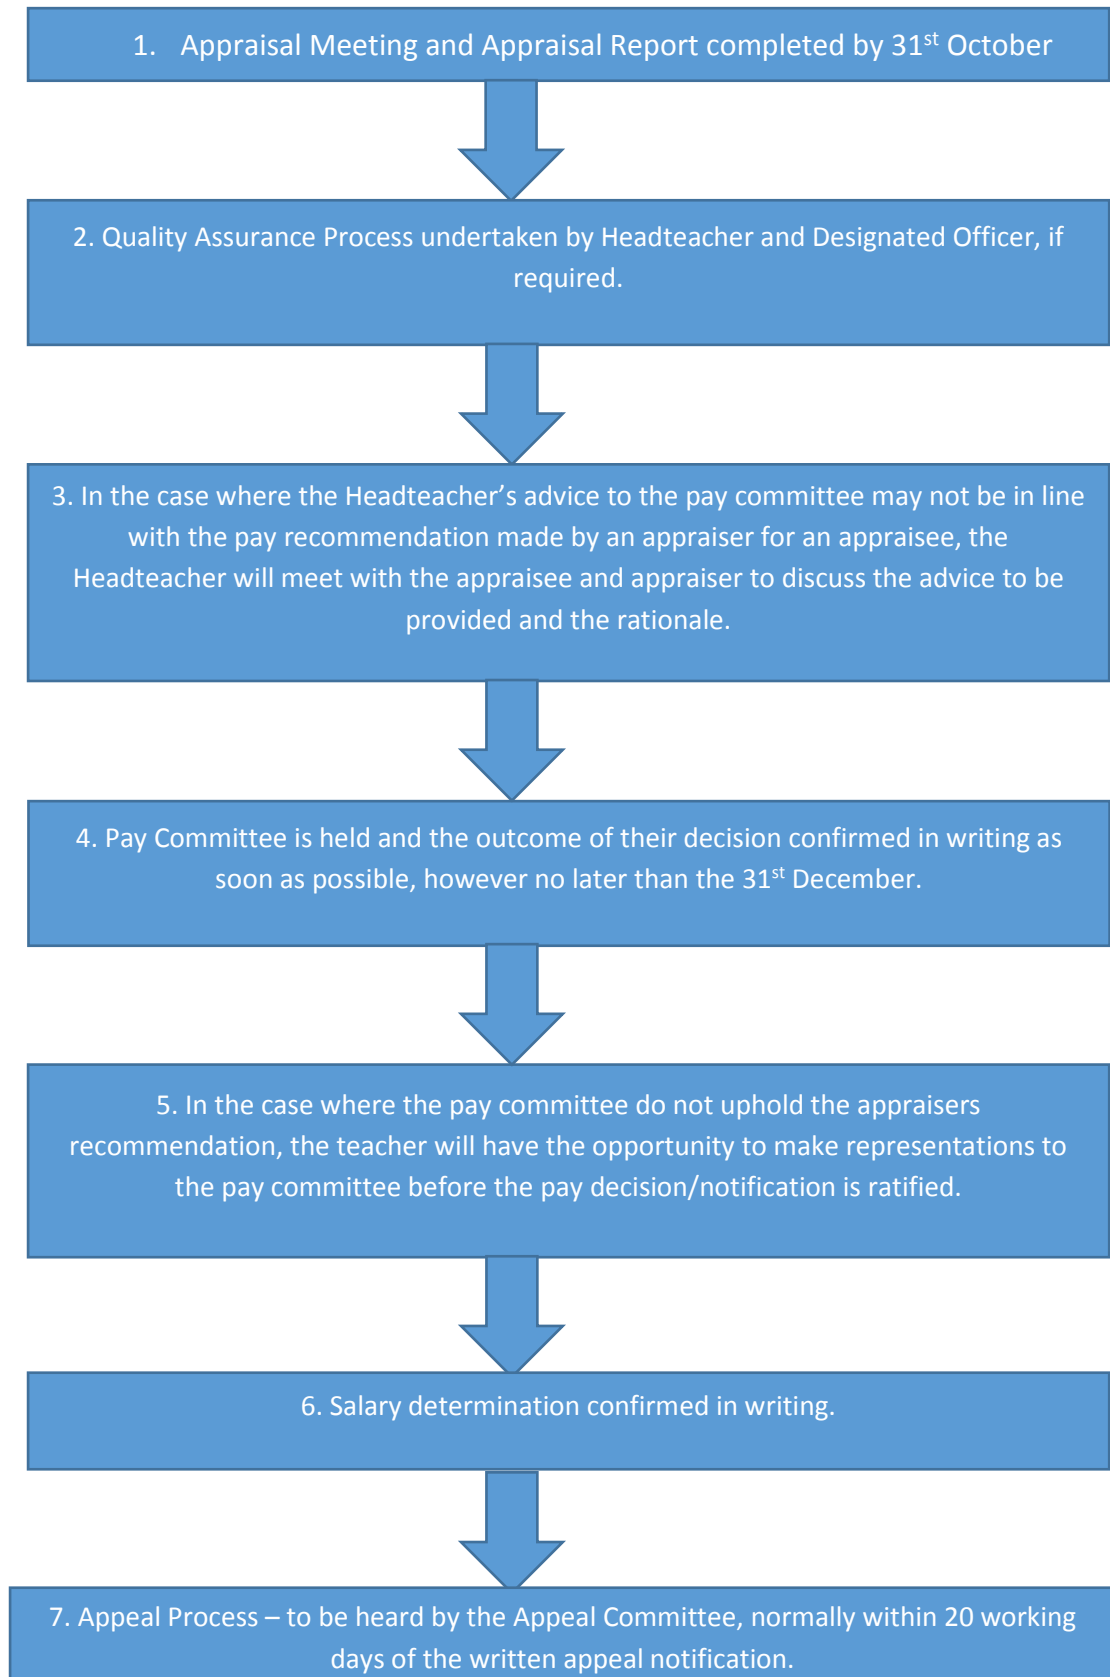 1. Appraisal Meeting and Appraisal Report completed by 31st October
2. Quality Assurance Process undertaken by Headteacher and Designated Officer, if
required.
3. In the case where the Headteacher’s advice to the pay committee may not be in line
with the pay recommendation made by an appraiser for an appraisee, the
Headteacher will meet with the appraisee and appraiser to discuss the advice to be
provided and the rationale.
4. Pay Committee is held and the outcome of their decision confirmed in writing as
soon as possible, however no later than the 31st December.
5. In the case where the pay committee do not uphold the appraisers
recommendation, the teacher will have the opportunity to make representations to
the pay committee before the pay decision/notification is ratified.
6. Salary determination confirmed in writing.
7. Appeal Process – to be heard by the Appeal Committee, normally within 20 working
days of the written appeal notification.